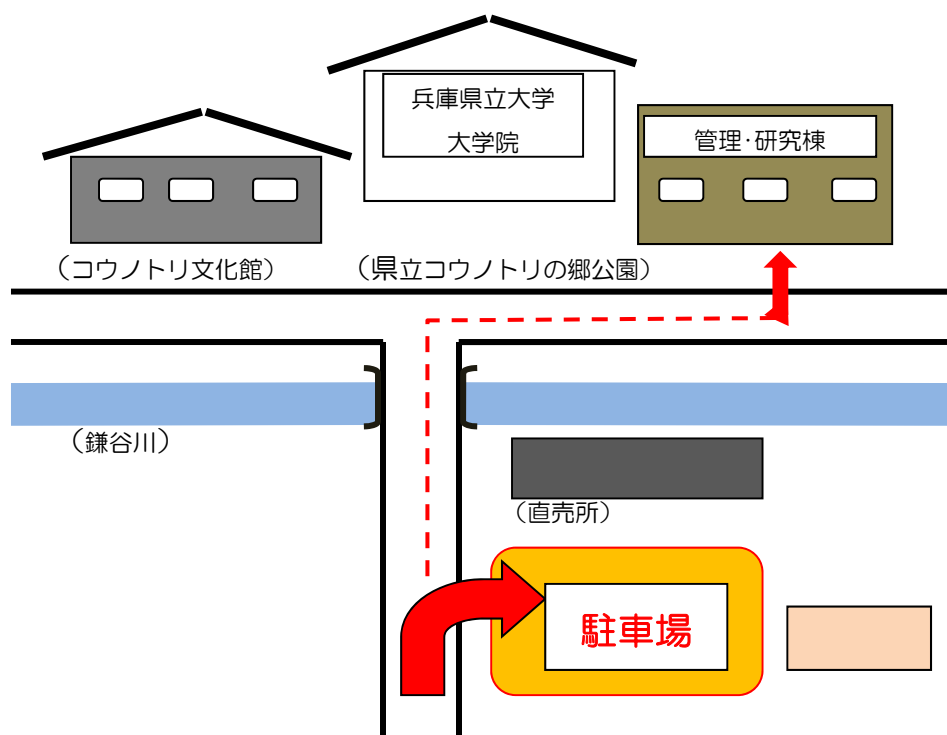 兵庫県立大学
大学院
管理・研究棟
（コウノトリ文化館）
（県立コウノトリの郷公園）
（鎌谷川）
（直売所）
駐車場